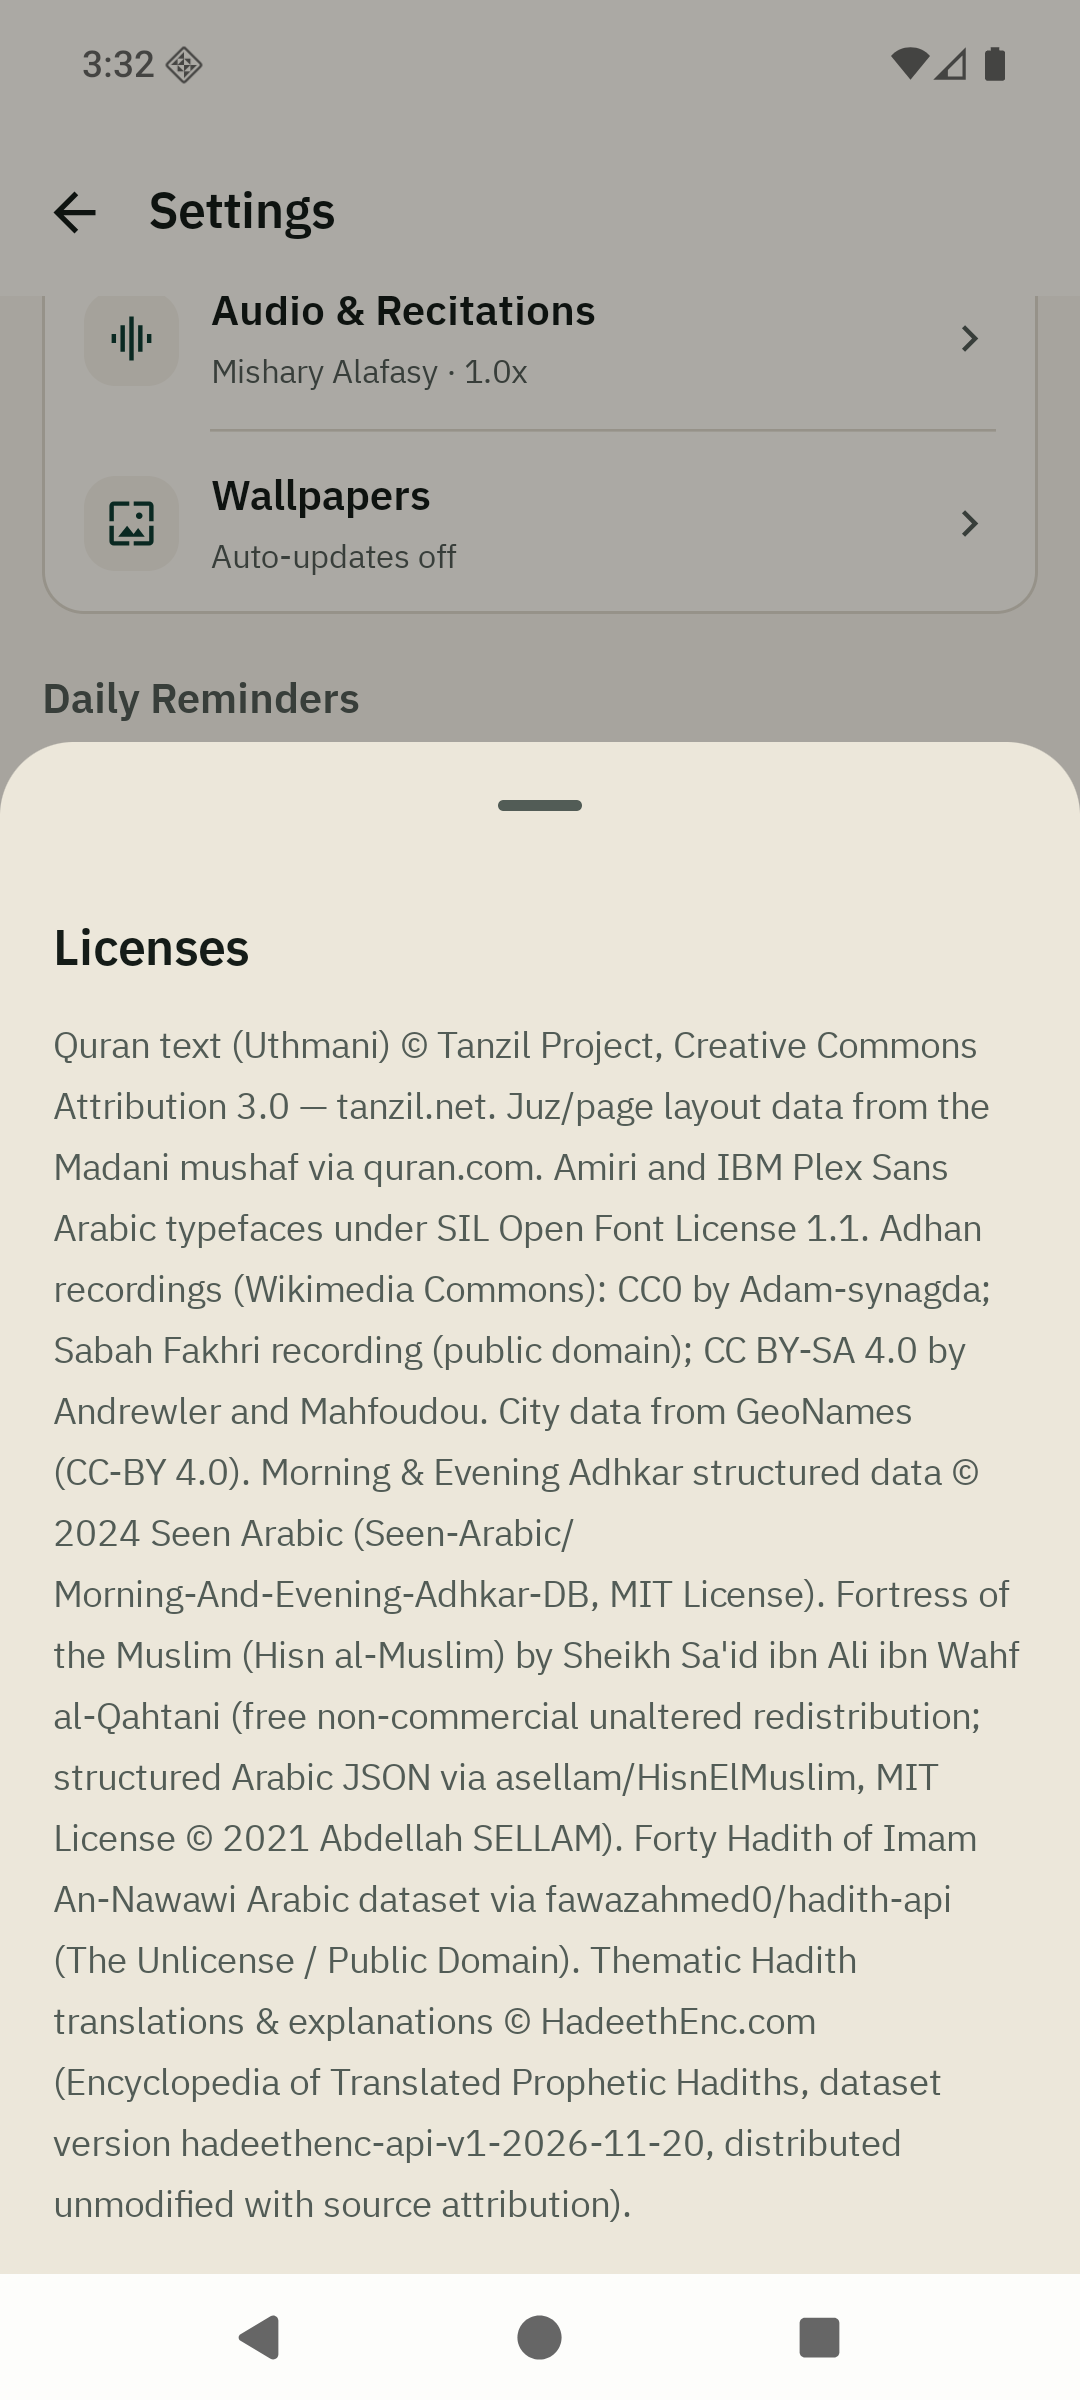 3:32
Settings
Audio & Recitations
Mishary Alafasy · 1.0x
Wallpapers
Auto-updates off
Daily Reminders
Licenses
Quran text (Uthmani) © Tanzil Project, Creative Commons
Attribution 3.0 — tanzil.net. Juz/page layout data from the
Madani mushaf via quran.com. Amiri and IBM Plex Sans
Arabic typefaces under SIL Open Font License 1.1. Adhan
recordings (Wikimedia Commons): CC0 by Adam-synagda;
Sabah Fakhri recording (public domain); CC BY-SA 4.0 by
Andrewler and Mahfoudou. City data from GeoNames
(CC-BY 4.0). Morning & Evening Adhkar structured data ©
2024 Seen Arabic (Seen-Arabic/
Morning-And-Evening-Adhkar-DB, MIT License). Fortress of
the Muslim (Hisn al-Muslim) by Sheikh Sa'id ibn Ali ibn Wahf
al-Qahtani (free non-commercial unaltered redistribution;
structured Arabic JSON via asellam/HisnElMuslim, MIT
License © 2021 Abdellah SELLAM). Forty Hadith of Imam
An-Nawawi Arabic dataset via fawazahmed0/hadith-api
(The Unlicense / Public Domain). Thematic Hadith
translations & explanations © HadeethEnc.com
(Encyclopedia of Translated Prophetic Hadiths, dataset
version hadeethenc-api-v1-2026-11-20, distributed
unmodified with source attribution).